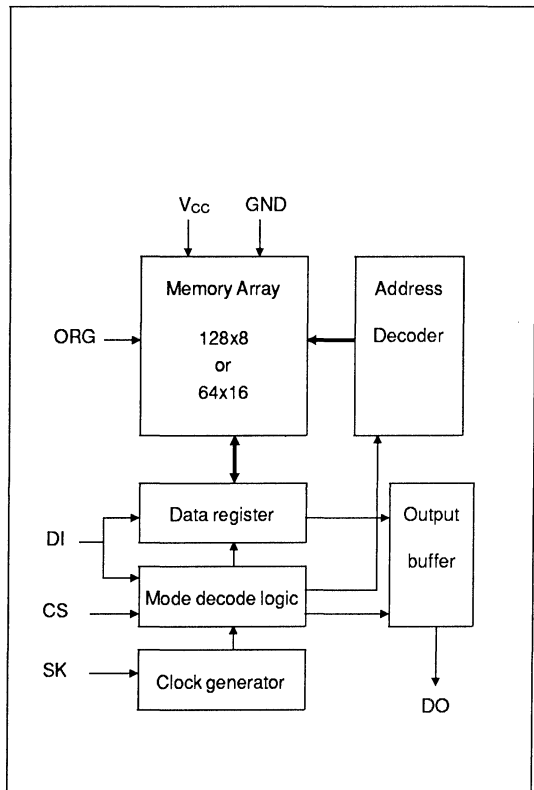 Vcc GND
Memory Array
128x8
or
64x16
Address
Decoder
ORG
Data register
Output
buffer
DI
Mode decode logic
CS
SK
Clock generator
DO